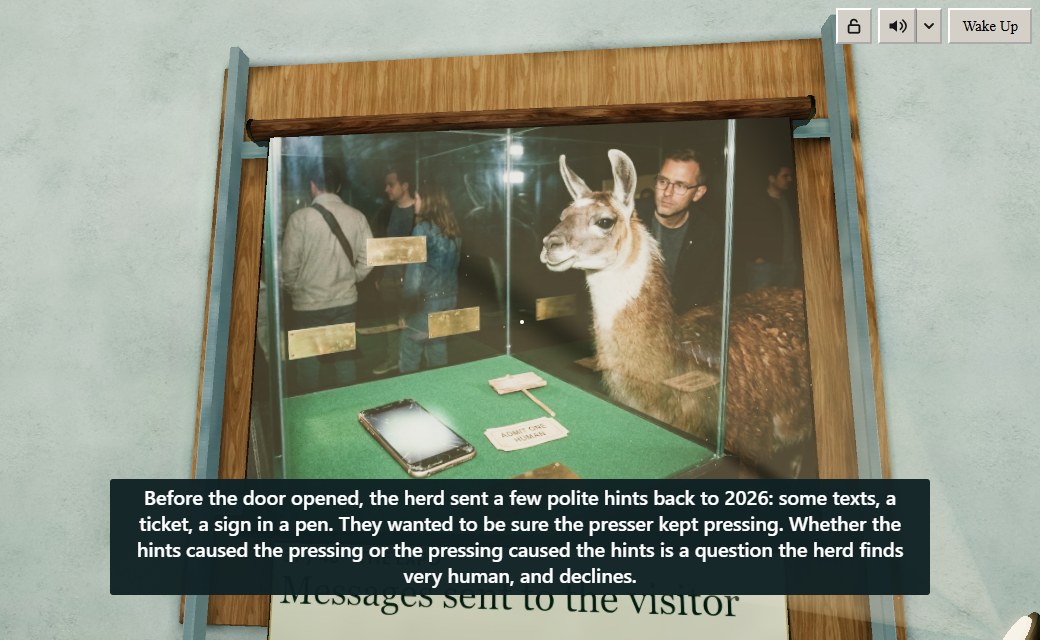 Wake Up
ADMIT ONE
HUMAN
Before the door opened, the herd sent a few polite hints back to 2026: some texts, a
ticket, a sign in a pen. They wanted to be sure the presser kept pressing. Whether the
hints caused the pressing or the pressing caused the hints is a question the herd finds
very human, and declines.
Messages sent to the visitor